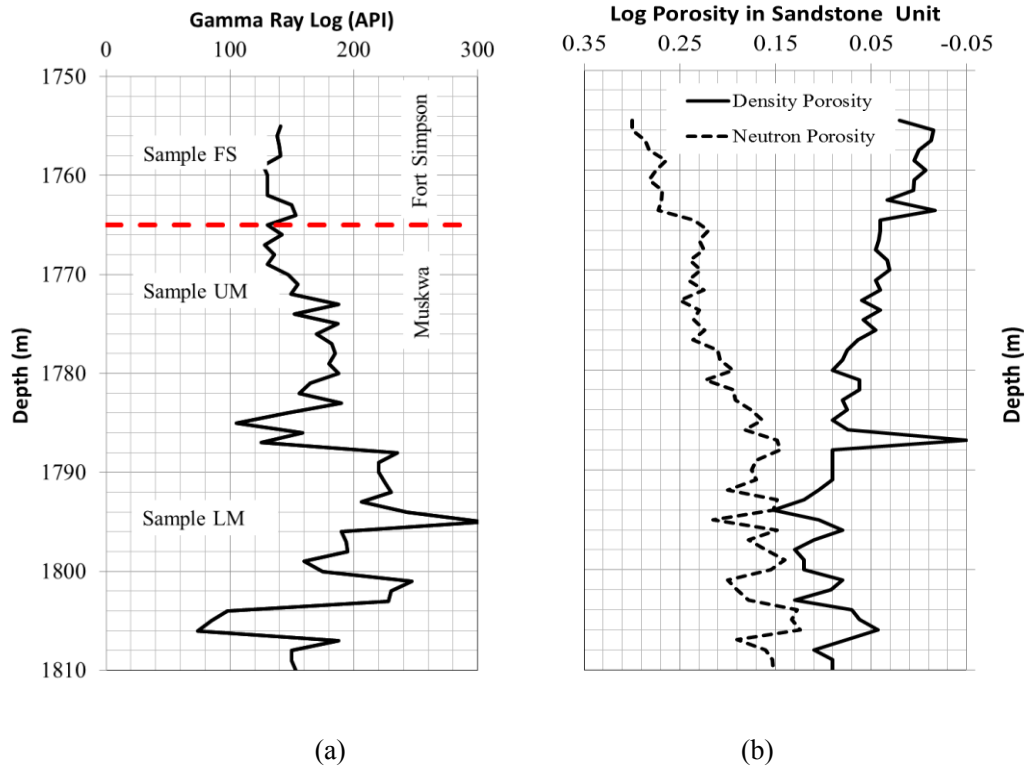 Gamma Ray Log (API)
0 100 200 300
1750
1760
1770
1780
1790
1800
1810
Depth (m)
Sample FS
Sample UM
Sample LM
Fort Simpson
Muskwa
(a)
Log Porosity in Sandstone Unit
0.35 0.25 0.15 0.05 -0.05
Density Porosity
Neutron Porosity
Depth (m)
(b)